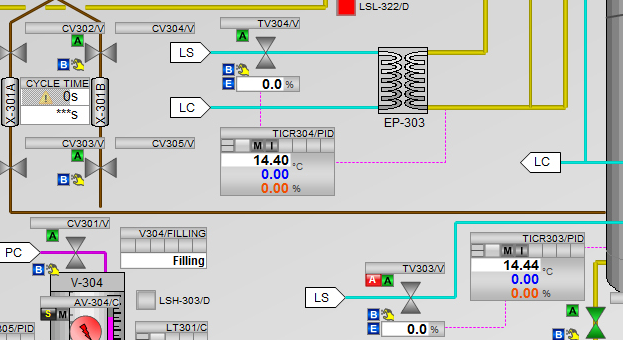 LSL-322/D
TV304/V
CV302/V
CV304/V
A
A
LS
B
B
E
0.0 %
CYCLE TIME
0s
***s
X-301A
X-301B
LC
EP-303
TICR304/PID
M I
14.40 °C
0.00
0.00 %
CV303/V
CV305/V
A
B
LC
CV301/V
A
V304/FILLING
Filling
PC
B
TICR303/PID
M I
14.44 °C
0.00
0.00 %
TV303/V
A A
LS
V-304
AV-304/C
S M
LSH-303/D
B
E
0.0 %
A
B
305/PID
LT301/C